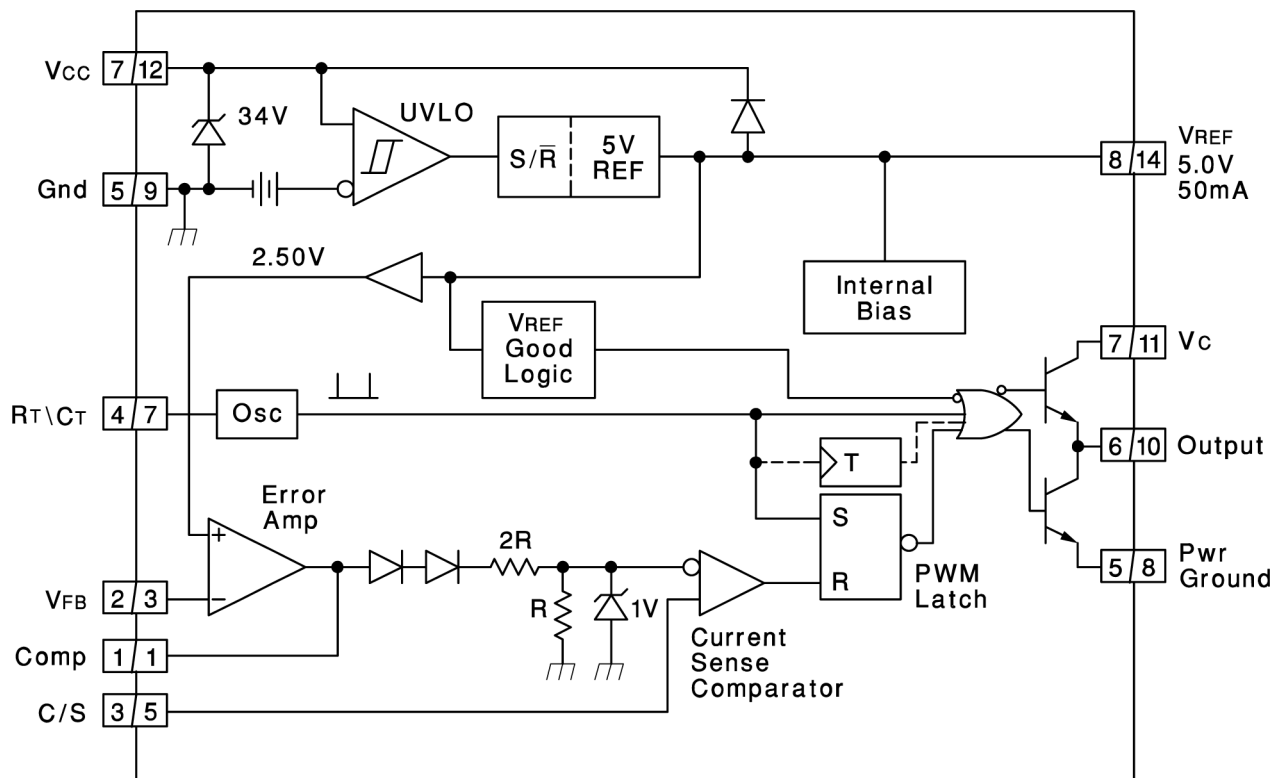 VCC 7/12
34V
UVLO
S/R̅
5V
REF
8/14
VREF
5.0V
50mA
Gnd 5/9
2.50V
Internal
Bias
VREF
Good
Logic
7/11 VC
RT\CT 4/7
Osc
T
6/10 Output
Error
Amp
+
−
S
R
2R
R
1V
PWM
Latch
5/8
Pwr
Ground
VFB 2/3
Comp 1/1
Current
Sense
Comparator
C/S 3/5